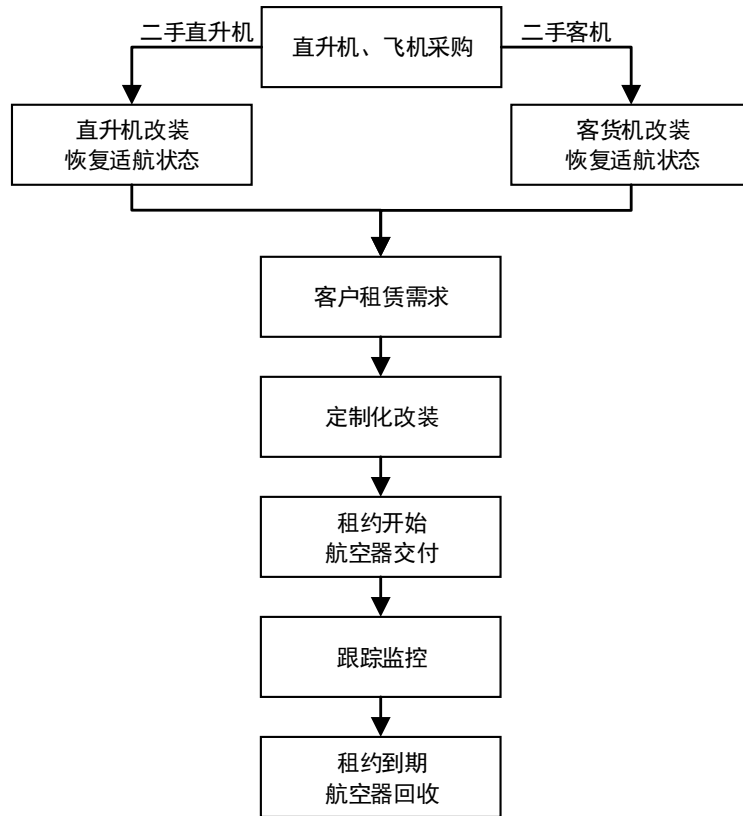 二手直升机
直升机、飞机采购
二手客机
直升机改装
恢复适航状态
客货机改装
恢复适航状态
客户租赁需求
定制化改装
租约开始
航空器交付
跟踪监控
租约到期
航空器回收